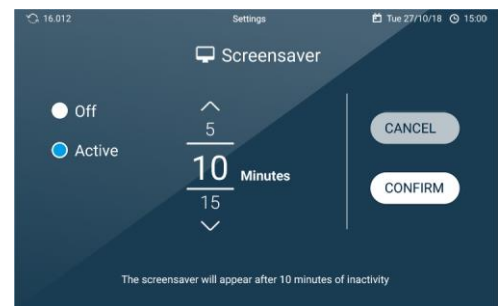 16.012
Settings
Tue 27/10/18
15:00
Screensaver
Off
Active
5
10 Minutes
15
CANCEL
CONFIRM
The screensaver will appear after 10 minutes of inactivity